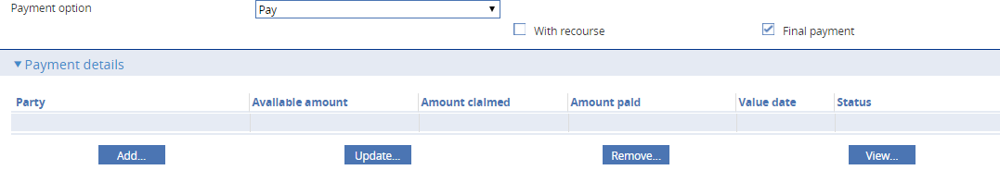 Payment option
Pay
With recourse
Final payment
Payment details
Party Available amount Amount claimed Amount paid Value date Status
Add... Update... Remove... View...